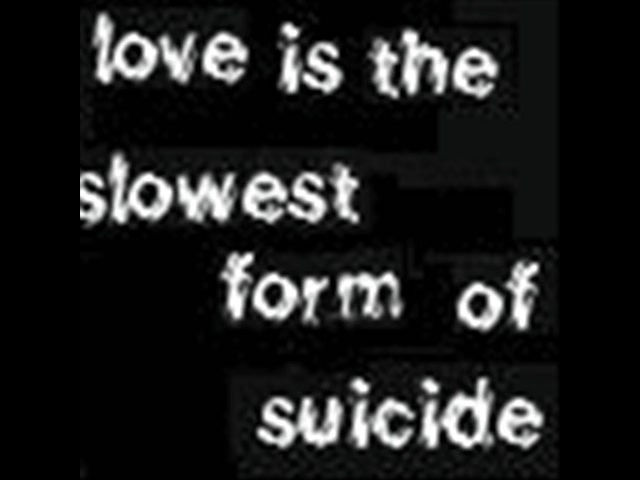 love is the
slowest
form of
suicide